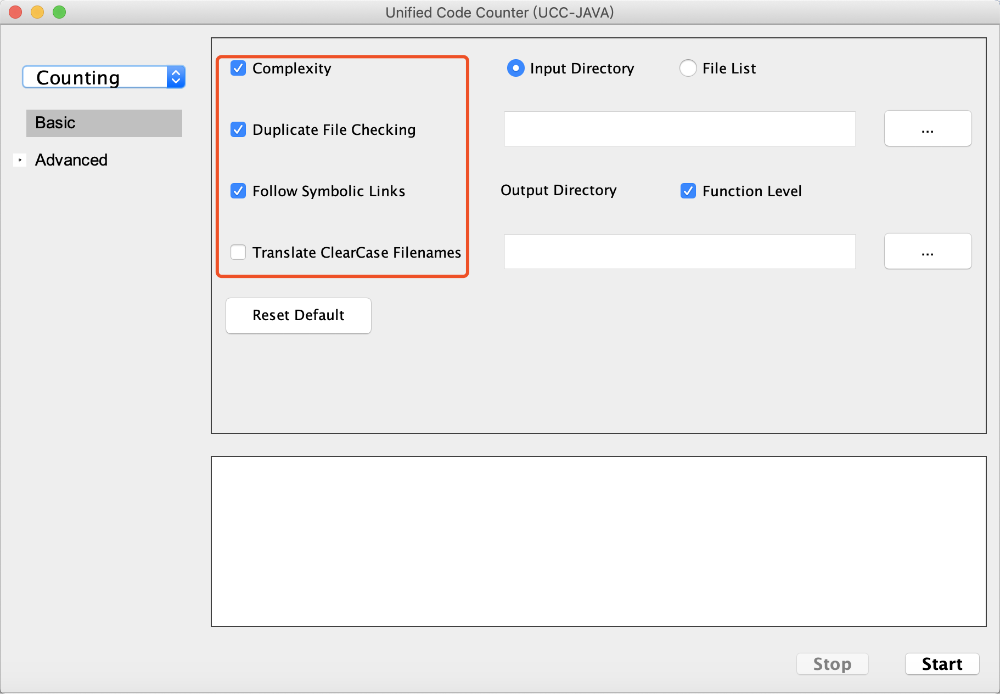 Unified Code Counter (UCC-JAVA)
Counting
Basic
Advanced
Complexity
Duplicate File Checking
Follow Symbolic Links
Translate ClearCase Filenames
Reset Default
Input Directory
File List
...
Output Directory
Function Level
...
Stop
Start